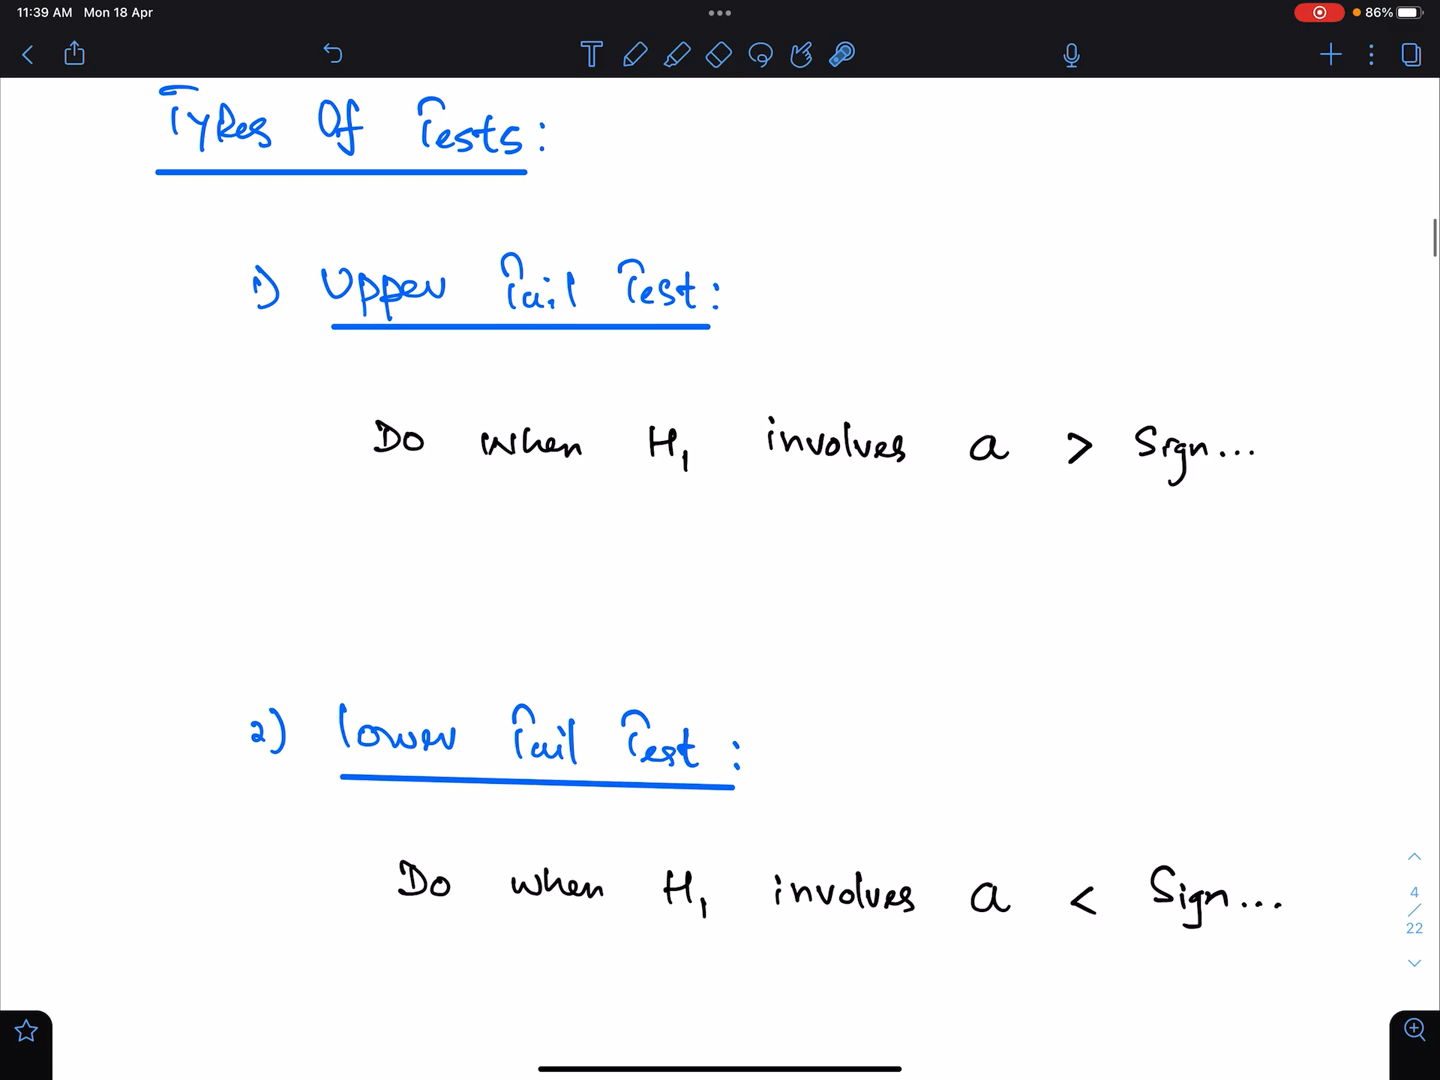 11:39 AM Mon 18 Apr
86%
Types Of Tests:
1) Upper Tail Test:
Do when H₁ involves a > Sign...
2) Lower Tail Test:
Do when H₁ involves a < Sign...
4
/
22